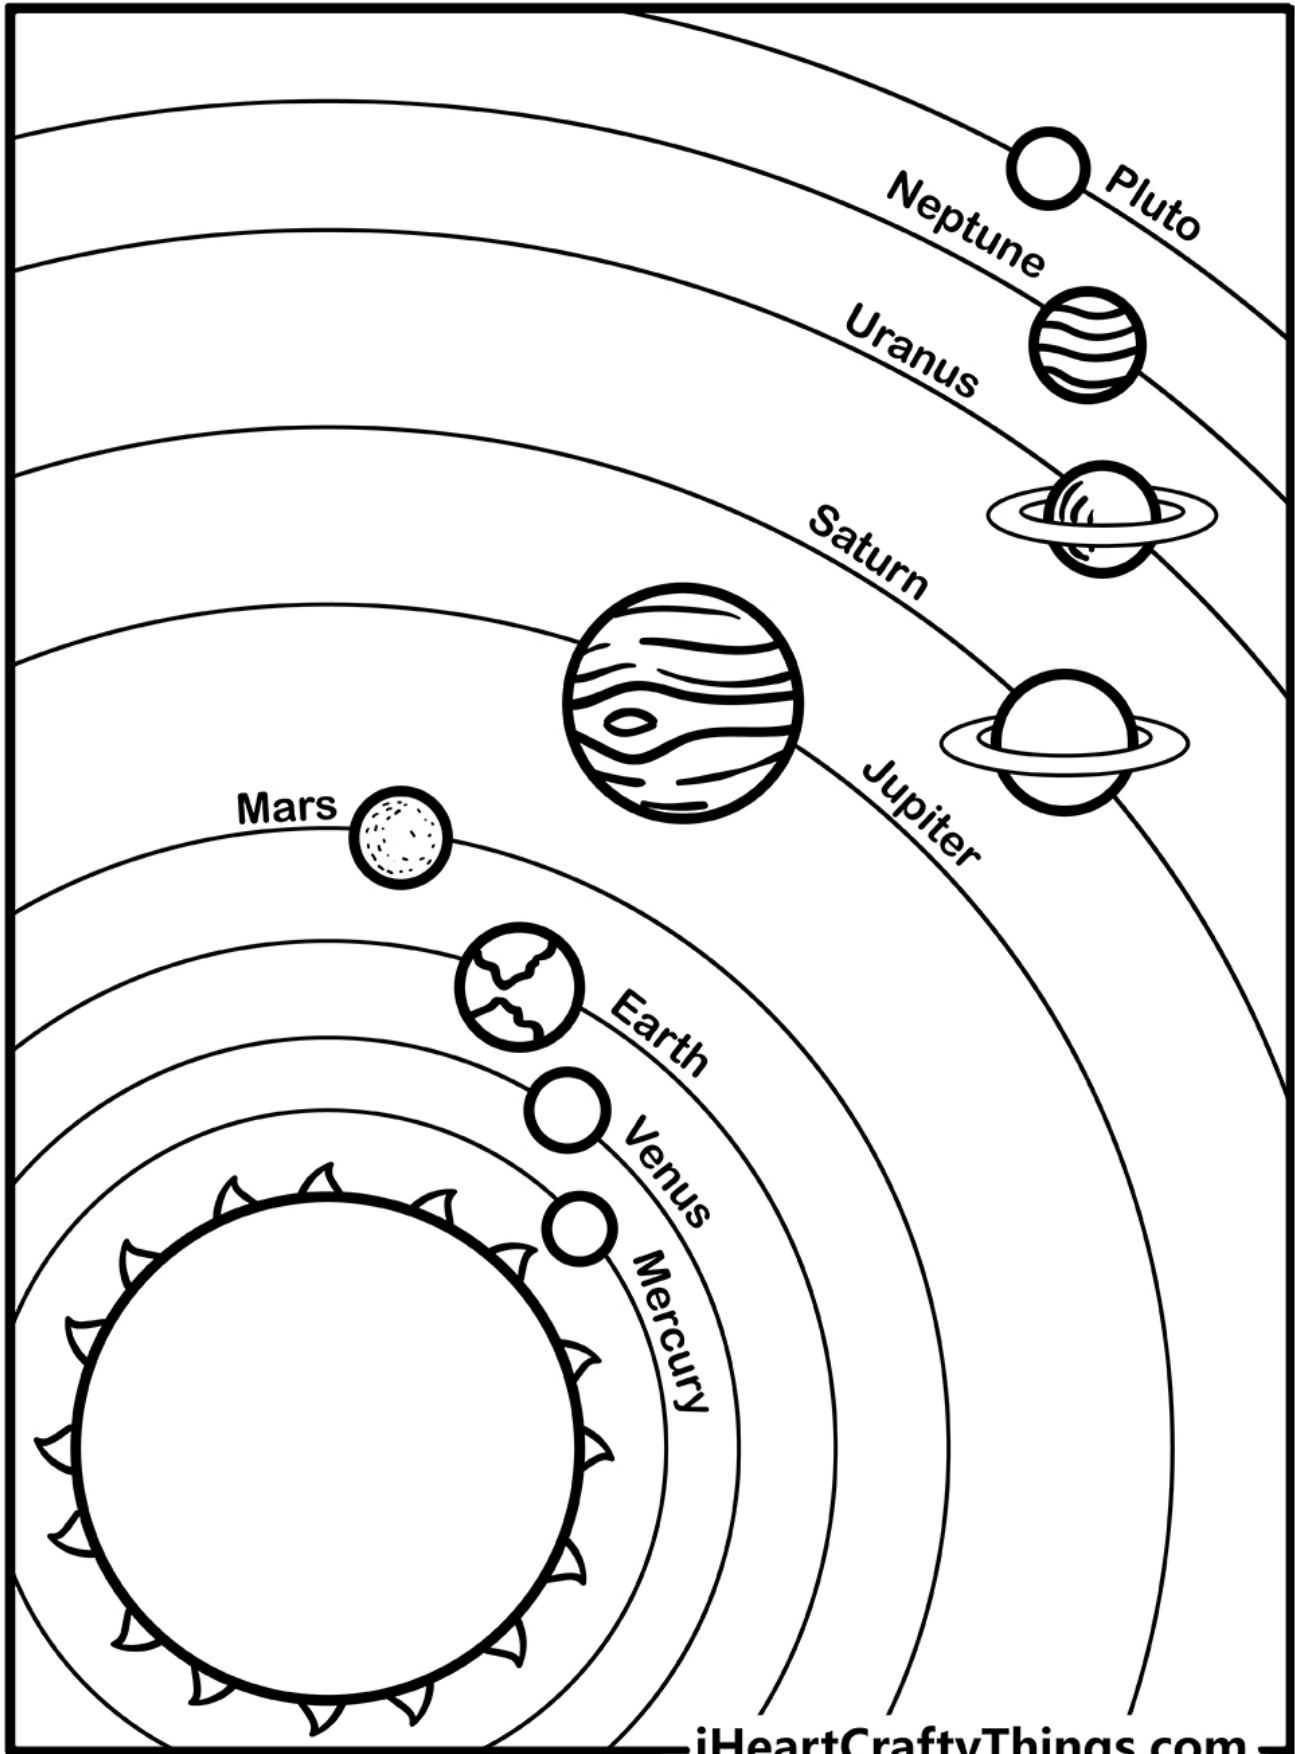 Pluto
Neptune
Uranus
Saturn
Jupiter
Mars
Earth
Venus
Mercury
iHeartCraftyThings.com